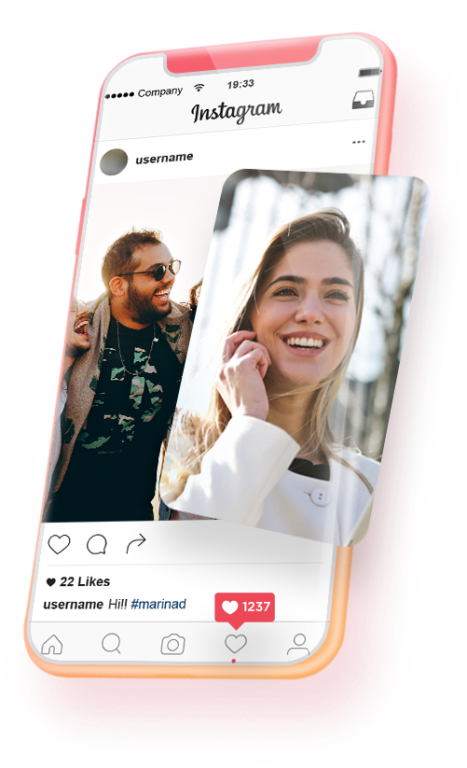 Company 19:33
Instagram
username
22 Likes
username Hi!! #marinad
1237